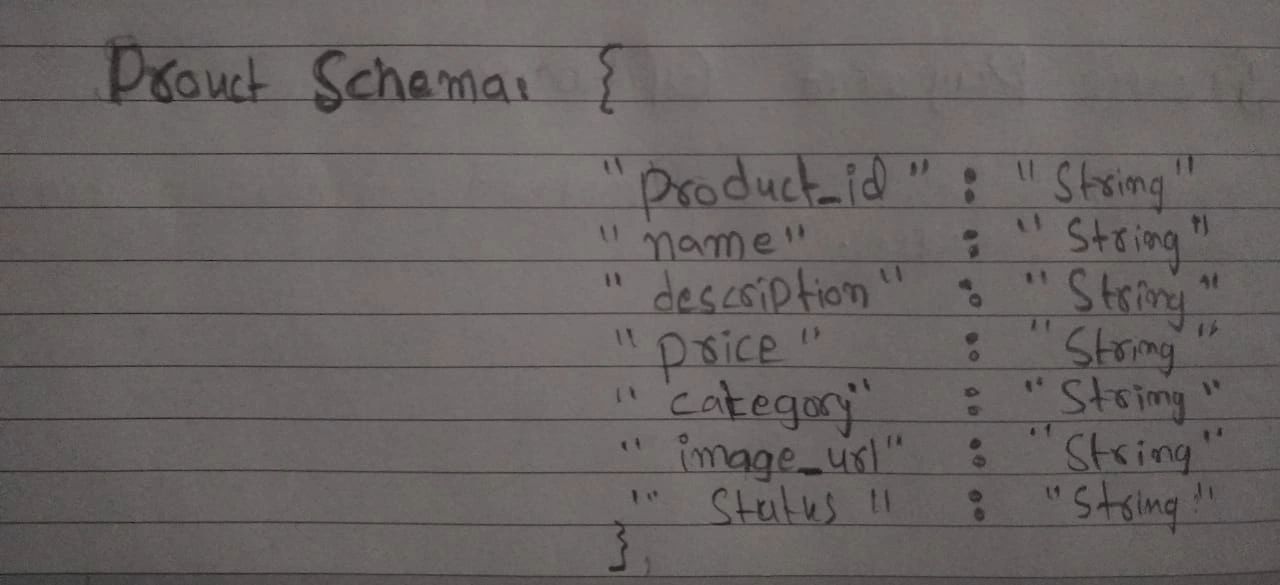 Prouct Schema: {
"product_id" : "String"
"name" : "String"
"description" : "String"
"price" : "String"
"category" : "String"
"image_url" : "String"
"Status" : "String"
},